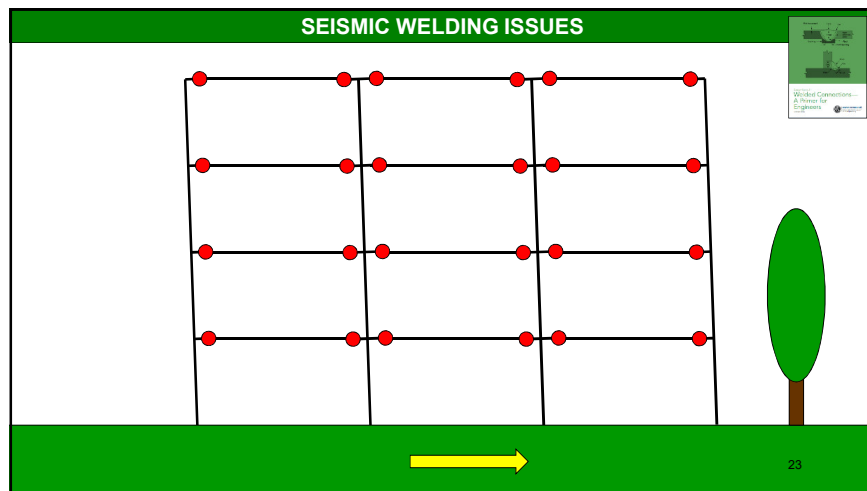 SEISMIC WELDING ISSUES
Welded Connections—
A Primer for
Engineers
23